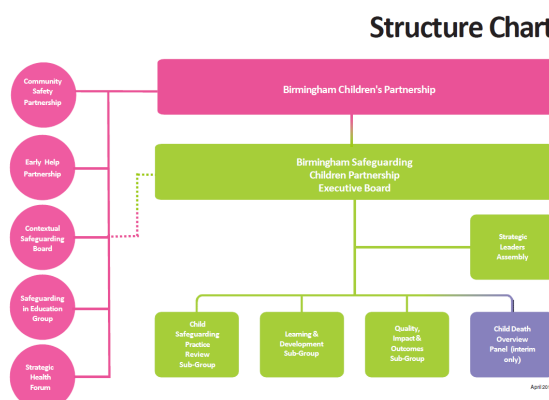 Structure Chart
Community
Safety
Partnership
Birmingham Children's Partnership
Early Help
Partnership
Birmingham Safeguarding
Children Partnership
Executive Board
Contextual
Safeguarding
Board
Strategic
Leaders
Assembly
Safeguarding
in Education
Group
Child
Safeguarding
Practice
Review
Sub-Group
Learning &
Development
Sub-Group
Quality,
Impact &
Outcomes
Sub-Group
Child Death
Overview
Panel (interim
only)
Strategic
Health
Forum
April 20